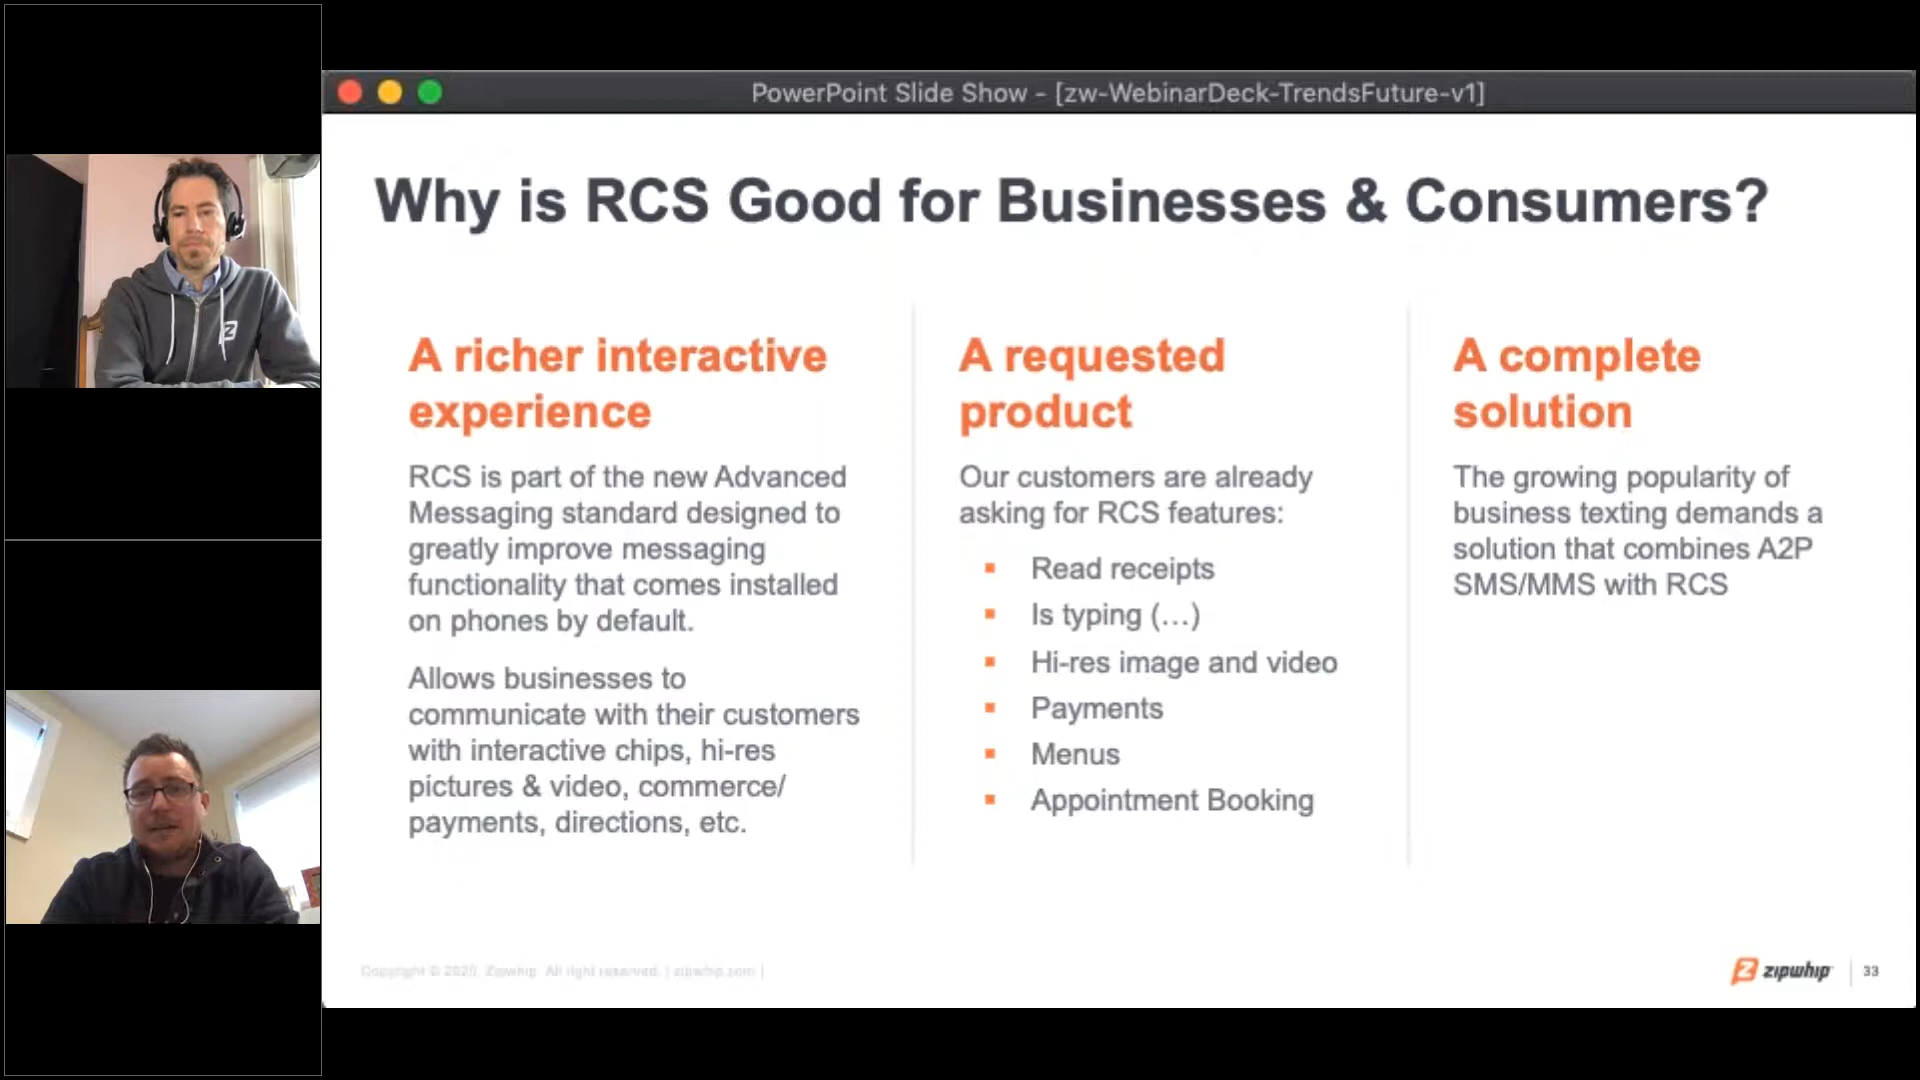 PowerPoint Slide Show - [zw-WebinarDeck-TrendsFuture-v1]
Why is RCS Good for Businesses & Consumers?
A richer interactive
experience
RCS is part of the new Advanced
Messaging standard designed to
greatly improve messaging
functionality that comes installed
on phones by default.
Allows businesses to
communicate with their customers
with interactive chips, hi-res
pictures & video, commerce/
payments, directions, etc.
A requested
product
Our customers are already
asking for RCS features:
Read receipts
Is typing (...)
Hi-res image and video
Payments
Menus
Appointment Booking
A complete
solution
The growing popularity of
business texting demands a
solution that combines A2P
SMS/MMS with RCS
Copyright © 2020, Zipwhip. All right reserved. | zipwhip.com |
zipwhip
33